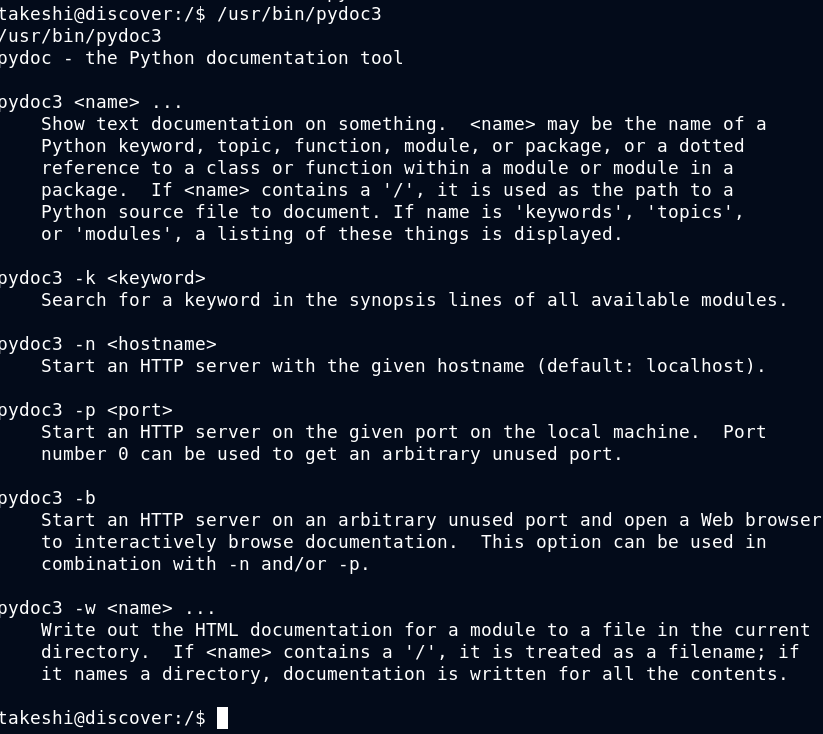 takeshi@discover:/$ /usr/bin/pydoc3
/usr/bin/pydoc3
pydoc - the Python documentation tool

pydoc3 <name> ...
    Show text documentation on something.  <name> may be the name of a
    Python keyword, topic, function, module, or package, or a dotted
    reference to a class or function within a module or module in a
    package.  If <name> contains a '/', it is used as the path to a
    Python source file to document. If name is 'keywords', 'topics',
    or 'modules', a listing of these things is displayed.

pydoc3 -k <keyword>
    Search for a keyword in the synopsis lines of all available modules.

pydoc3 -n <hostname>
    Start an HTTP server with the given hostname (default: localhost).

pydoc3 -p <port>
    Start an HTTP server on the given port on the local machine.  Port
    number 0 can be used to get an arbitrary unused port.

pydoc3 -b
    Start an HTTP server on an arbitrary unused port and open a Web browser
    to interactively browse documentation.  This option can be used in
    combination with -n and/or -p.

pydoc3 -w <name> ...
    Write out the HTML documentation for a module to a file in the current
    directory.  If <name> contains a '/', it is treated as a filename; if
    it names a directory, documentation is written for all the contents.

takeshi@discover:/$